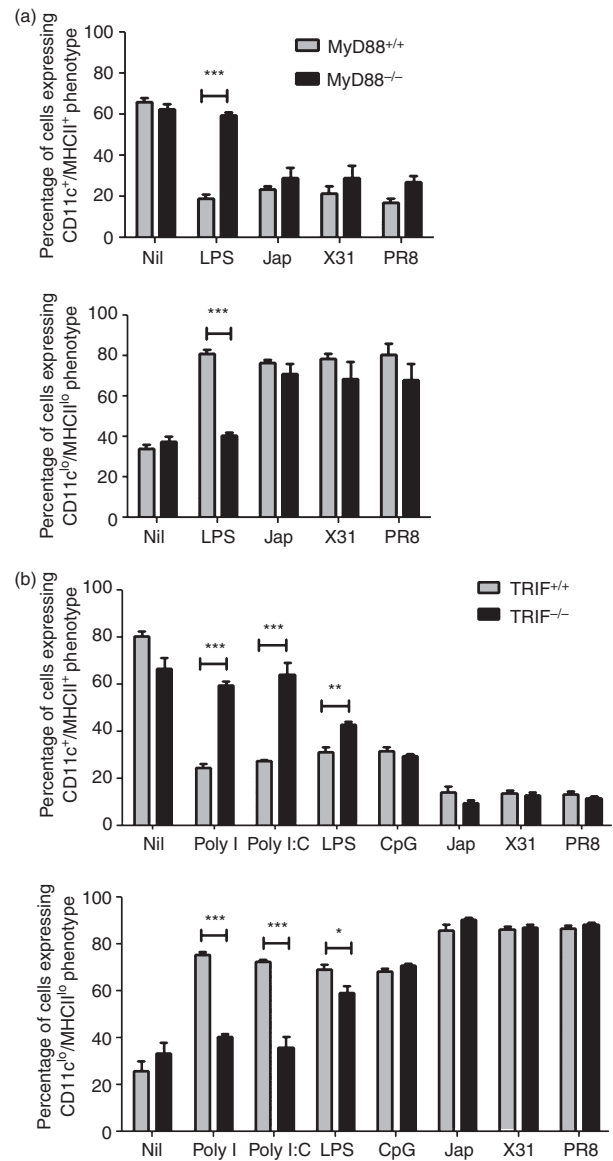 (a)
MyD88+/+
MyD88−/−
Percentage of cells expressing
CD11c+/MHCII+ phenotype
100
80
60
40
20
0
***
Nil LPS Jap X31 PR8
Percentage of cells expressing
CD11clo/MHCIIlo phenotype
100
80
60
40
20
0
***
Nil LPS Jap X31 PR8
(b)
TRIF+/+
TRIF−/−
Percentage of cells expressing
CD11c+/MHCII+ phenotype
100
80
60
40
20
0
*** *** **
Nil Poly I Poly I:C LPS CpG Jap X31 PR8
Percentage of cells expressing
CD11clo/MHCIIlo phenotype
100
80
60
40
20
0
*** *** *
Nil Poly I Poly I:C LPS CpG Jap X31 PR8